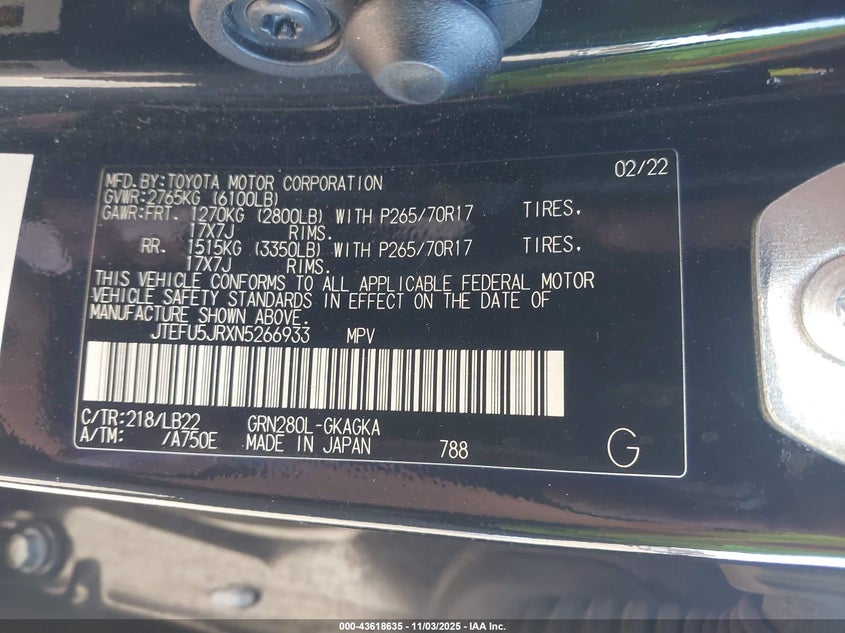 MFD.BY:TOYOTA MOTOR CORPORATION 02/22
GVWR:2765KG (6100LB)
GAWR:FRT. 1270KG (2800LB) WITH P265/70R17 TIRES,
17X7J RIMS.
RR. 1515KG (3350LB) WITH P265/70R17 TIRES,
17X7J RIMS.
THIS VEHICLE CONFORMS TO ALL APPLICABLE FEDERAL MOTOR
VEHICLE SAFETY STANDARDS IN EFFECT ON THE DATE OF
MANUFACTURE SHOWN ABOVE.
JTEFU5JRXN5266933 MPV
C/TR:218/LB22 GRN280L-GKAGKA
A/TM: /A750E MADE IN JAPAN 788 G
000-43618635 - 11/03/2025 - IAA Inc.